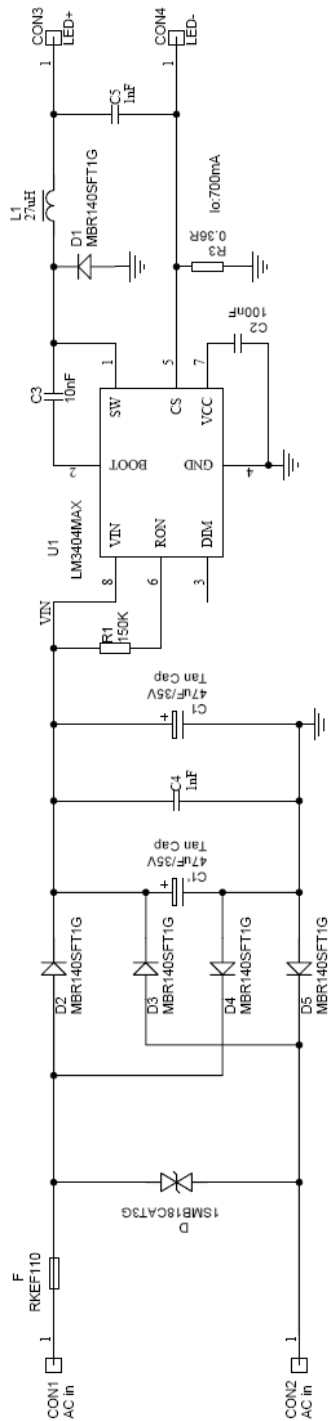 CON1
AC in
1
CON2
AC in
1
F
RKEF110
D
1SMB18CAT3G
D2
MBR140SFT1G
D3
MBR140SFT1G
D4
MBR140SFT1G
D5
MBR140SFT1G
C1'
47uF/35V
Tan Cap
+
C4
1nF
C1
47uF/35V
Tan Cap
+
VIN
R1
150K
U1
LM3404MAX
8
VIN
6
RON
3
DIM
2
BOOT
GND
4
SW
1
CS
5
VCC
7
C3
10nF
C2
100nF
D1
MBR140SFT1G
R3
0.36R
Io:700mA
L1
27uH
C5
1nF
1
CON3
LED+
1
CON4
LED-